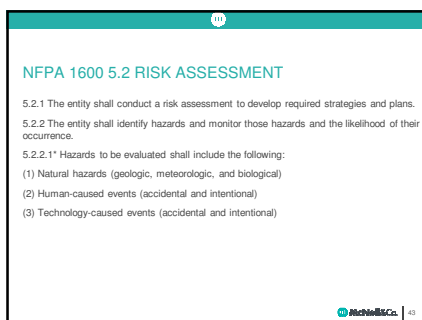 NFPA 1600 5.2 RISK ASSESSMENT
5.2.1 The entity shall conduct a risk assessment to develop required strategies and plans.
5.2.2 The entity shall identify hazards and monitor those hazards and the likelihood of their
occurrence.
5.2.2.1* Hazards to be evaluated shall include the following:
(1) Natural hazards (geologic, meteorologic, and biological)
(2) Human-caused events (accidental and intentional)
(3) Technology-caused events (accidental and intentional)
McNeil&Co. 43